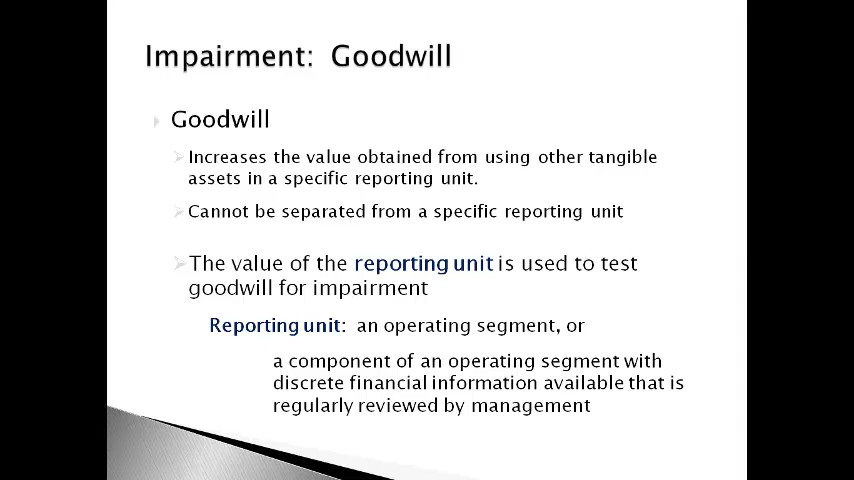 Impairment:  Goodwill
Goodwill
Increases the value obtained from using other tangible
assets in a specific reporting unit.
Cannot be separated from a specific reporting unit
The value of the reporting unit is used to test
goodwill for impairment
Reporting unit:  an operating segment, or
a component of an operating segment with
discrete financial information available that is
regularly reviewed by management